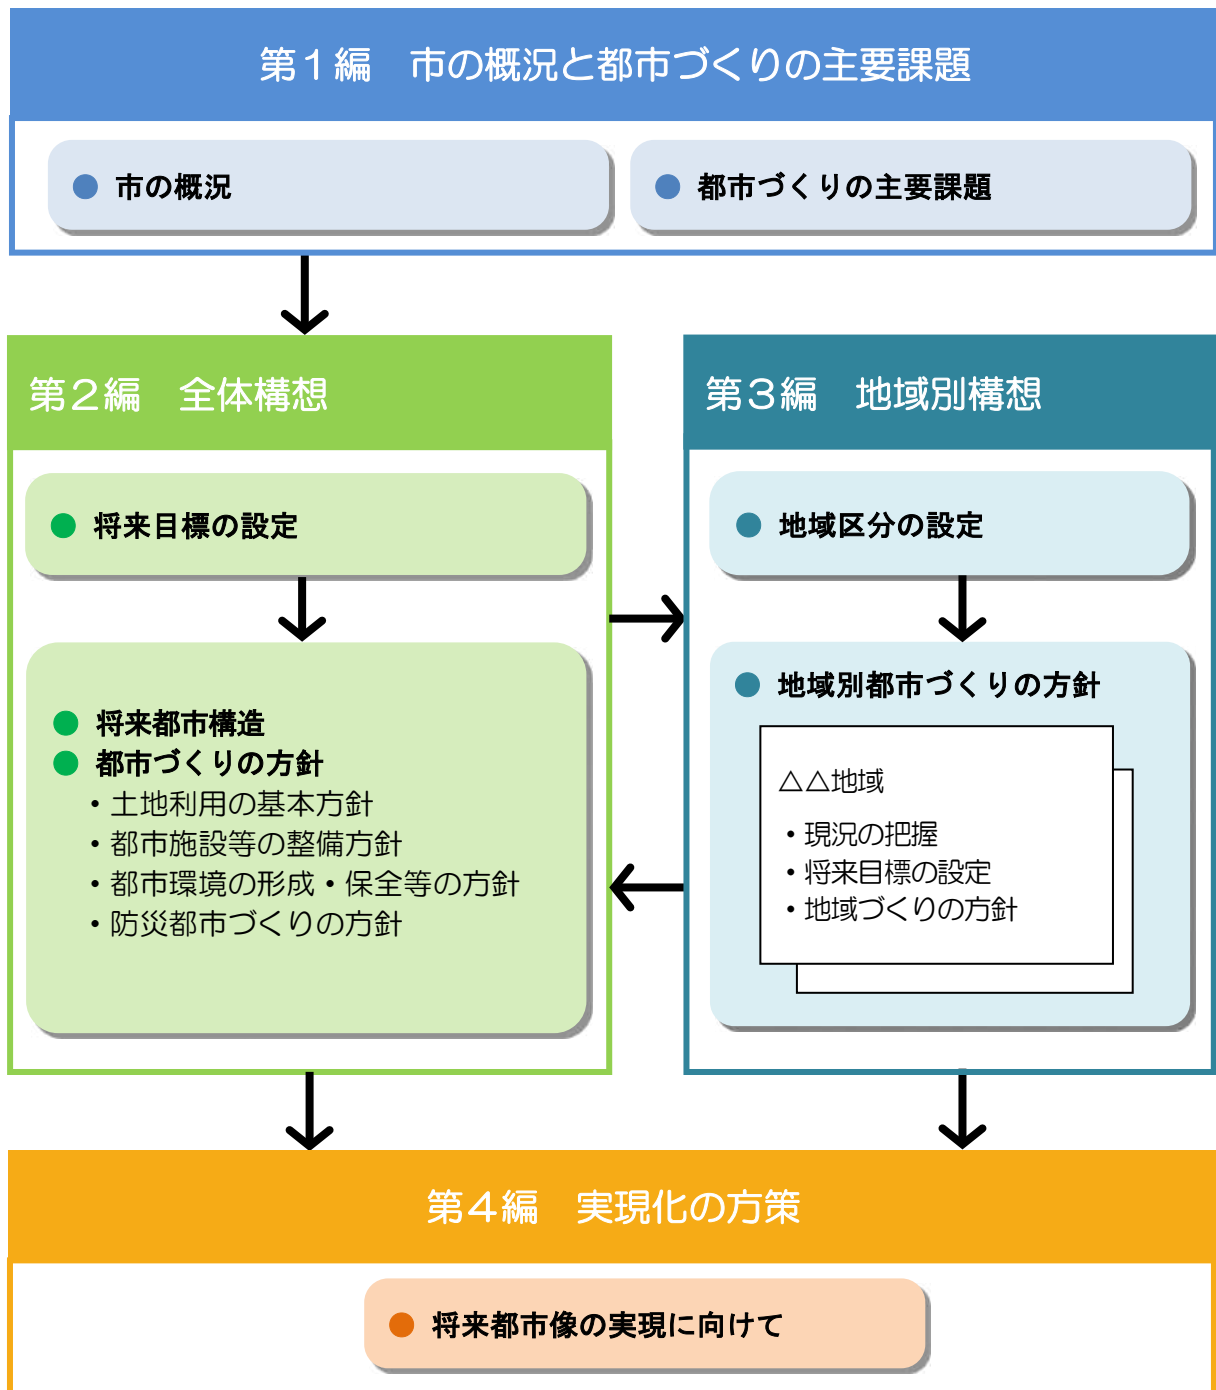 第１編　市の概況と都市づくりの主要課題
● 市の概況
● 都市づくりの主要課題
第２編　全体構想
● 将来目標の設定
● 将来都市構造
● 都市づくりの方針
・土地利用の基本方針
・都市施設等の整備方針
・都市環境の形成・保全等の方針
・防災都市づくりの方針
第３編　地域別構想
● 地域区分の設定
● 地域別都市づくりの方針
△△地域
・現況の把握
・将来目標の設定
・地域づくりの方針
第４編　実現化の方策
● 将来都市像の実現に向けて